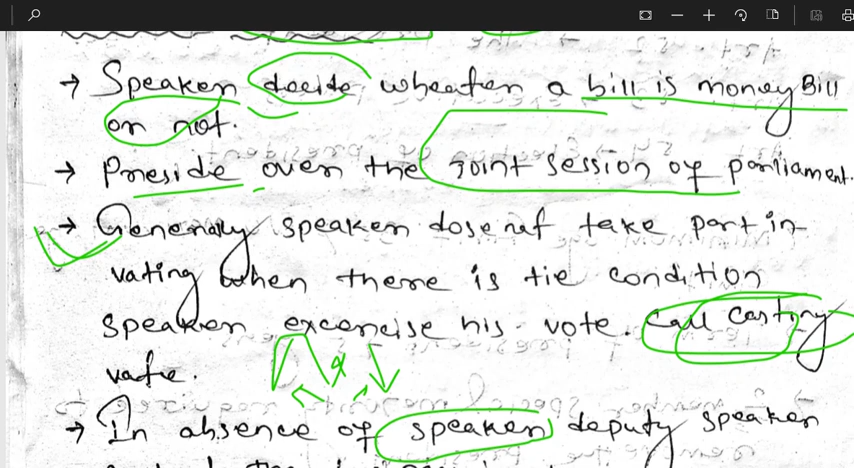 → Speaker decide wheather a bill is money Bill
or not.
→ Preside over the joint session of parliament.
→ Generally speaker dose not take part in
vating when there is tie condition
speaker excercise his vote. Call casting
vate.
→ In absence of speaker deputy speaker